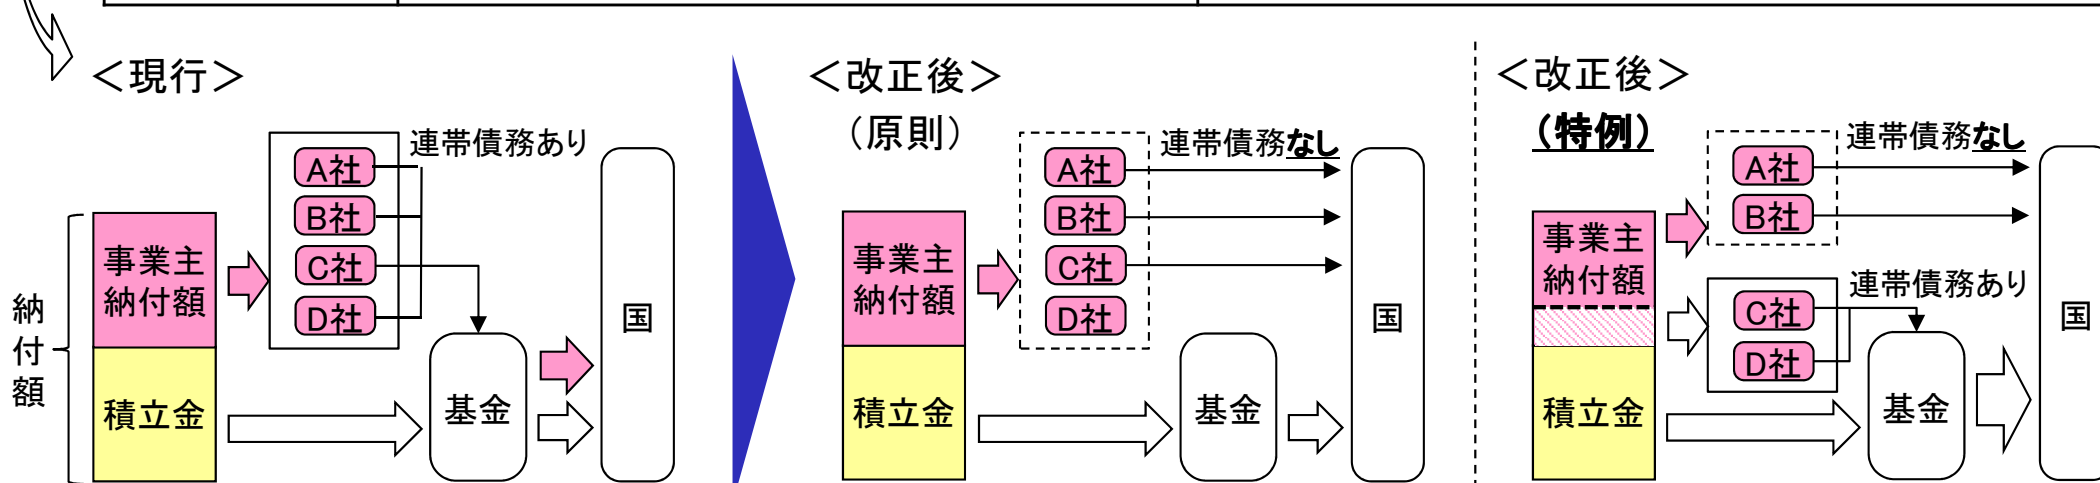 ＜現行＞
連帯債務あり
A社
B社
C社
D社
事業主
納付額
積立金
納付額
基金
国
＜改正後＞
（原則）
連帯債務なし
A社
B社
C社
D社
事業主
納付額
積立金
基金
国
＜改正後＞
（特例）
連帯債務なし
A社
B社
事業主
納付額
連帯債務あり
C社
D社
積立金
基金
国